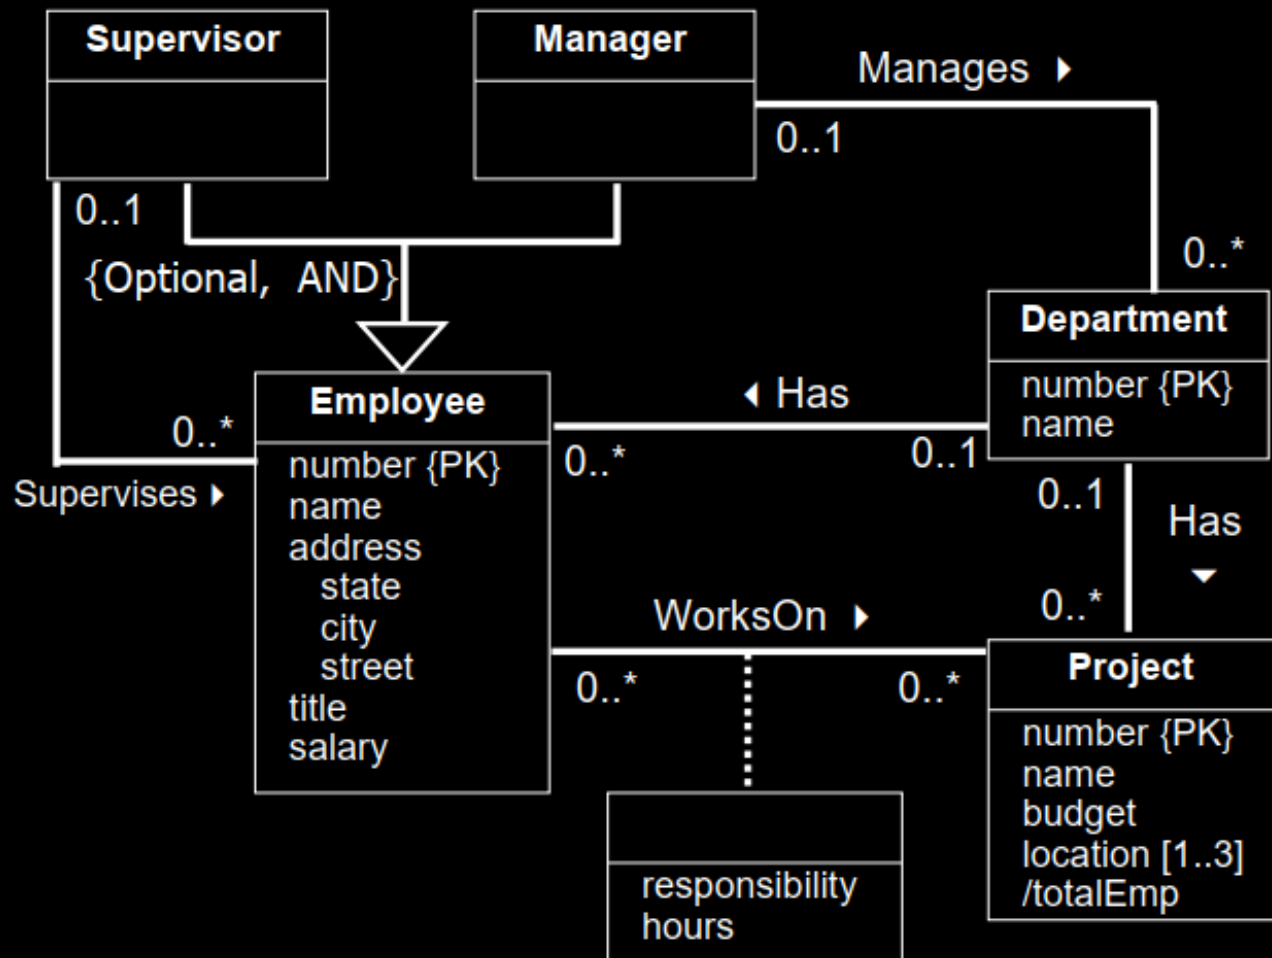 Supervisor
Manager
Manages ▶
0..1
0..1
0..*
{Optional, AND}
Department
number {PK}
name
Employee
◀ Has
0..*
0..*
0..1
number {PK}
name
address
state
city
street
title
salary
Supervises ▶
0..1
Has
▼
0..*
WorksOn ▶
0..*
0..*
Project
number {PK}
name
budget
location [1..3]
/totalEmp
responsibility
hours